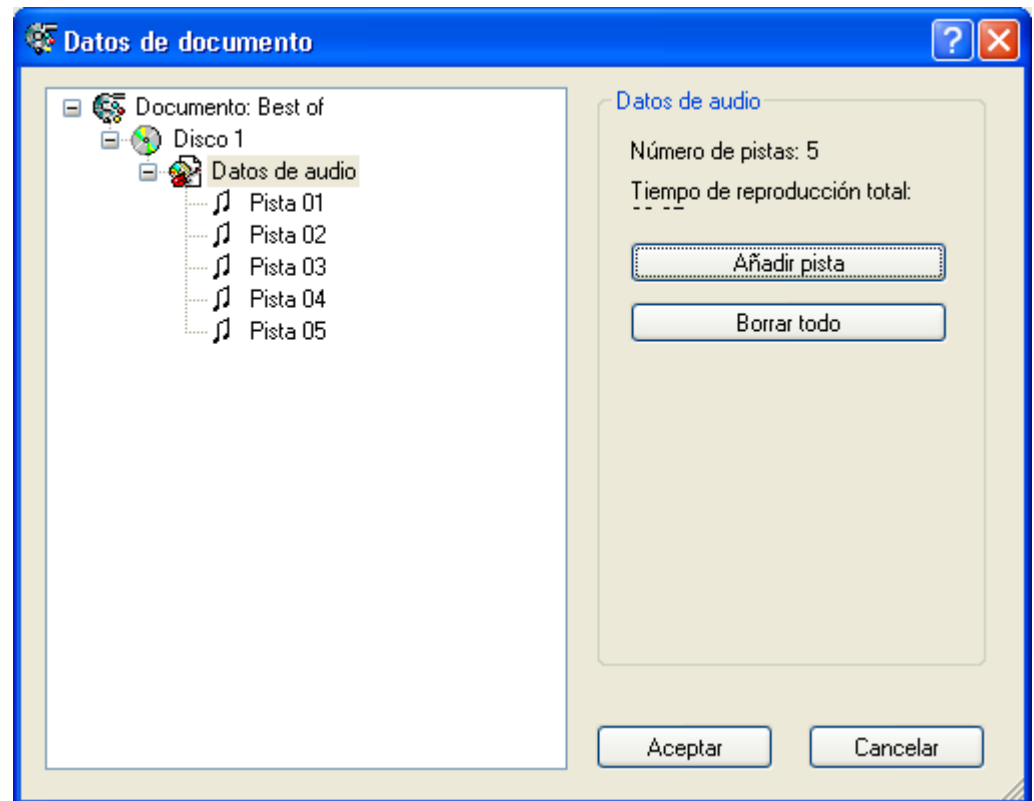 Datos de documento
Documento: Best of
Disco 1
Datos de audio
Pista 01
Pista 02
Pista 03
Pista 04
Pista 05
Datos de audio
Número de pistas: 5
Tiempo de reproducción total:
Añadir pista
Borrar todo
Aceptar
Cancelar